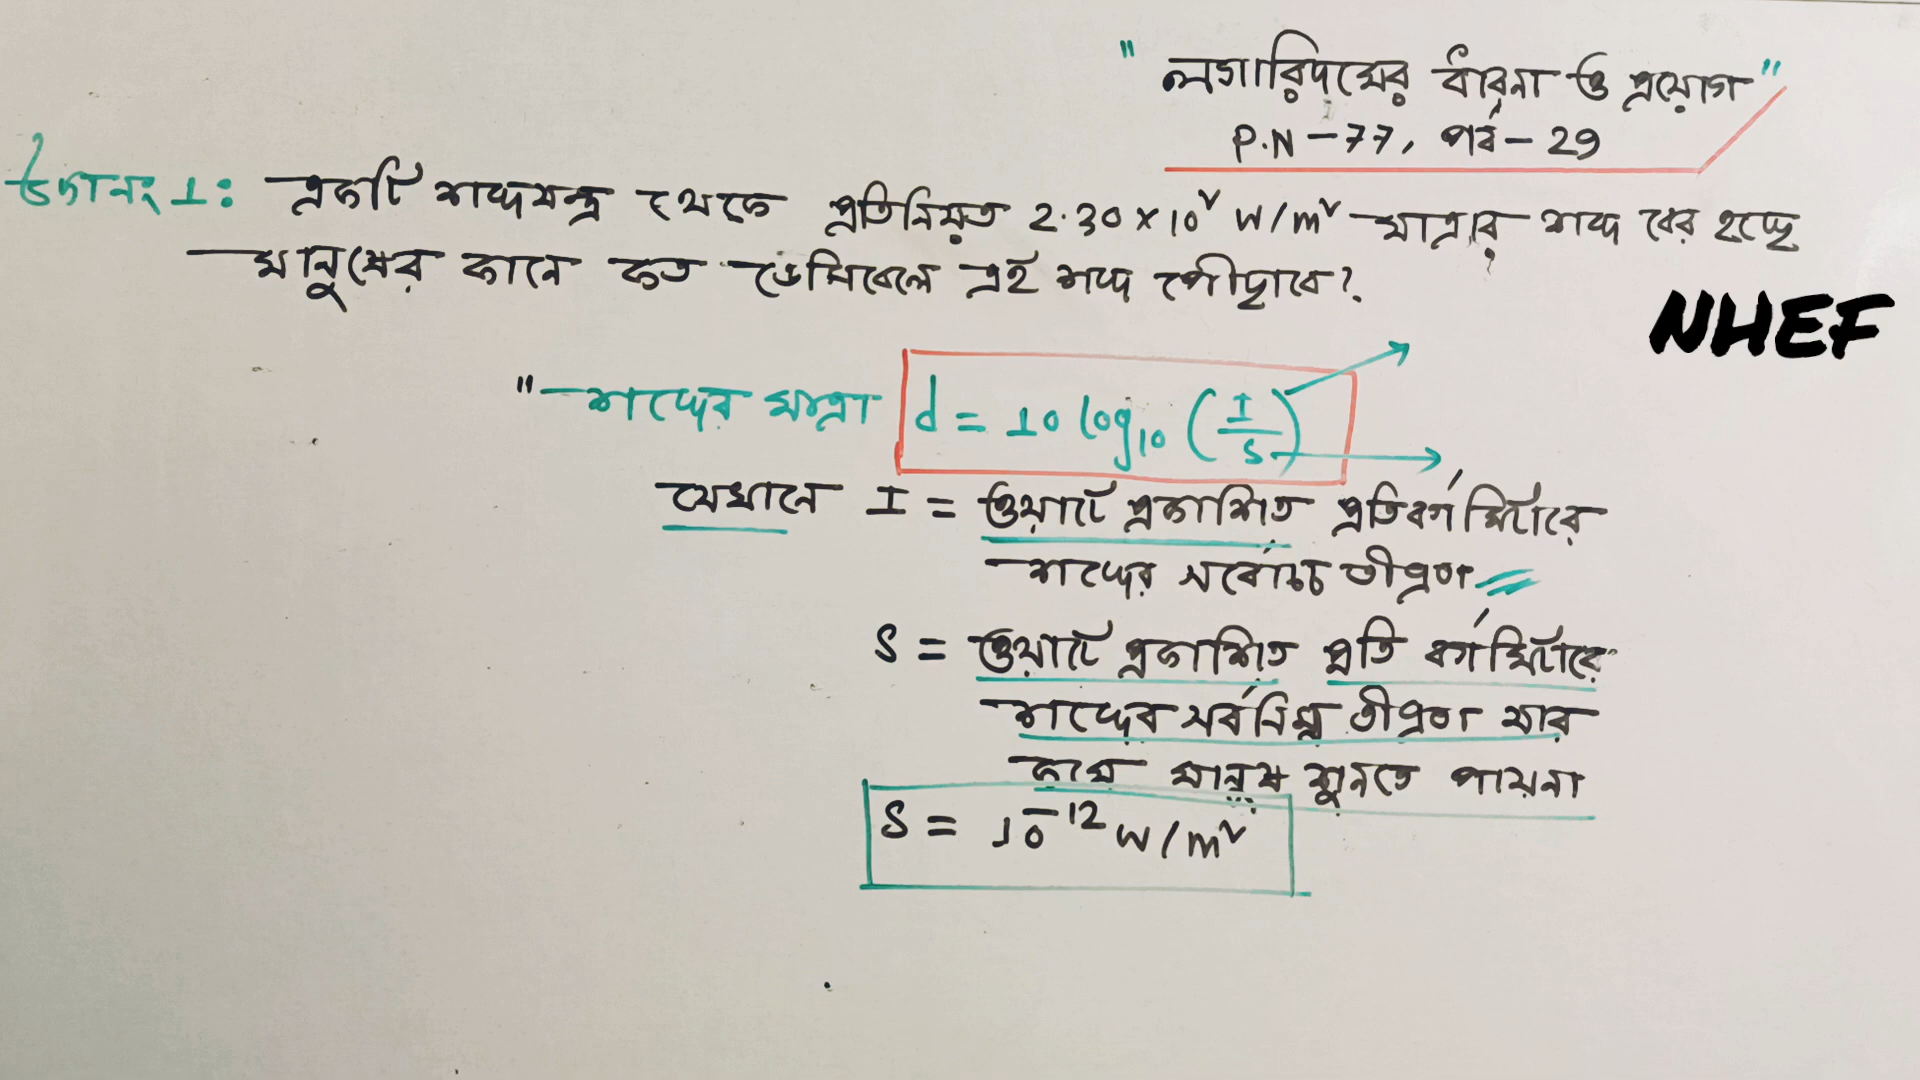 "লগারিদমের ধারনা ও প্রয়োগ"
P.N – 77, পর্ব – 29
উদা নং 1: একটি শব্দযন্ত্র থেকে প্রতিনিয়ত 2.30 × 10² W/m² মাত্রার শব্দ বের হচ্ছে
মানুষের কানে কত ডেসিবেলে এই শব্দ পৌছাবে?
"শব্দের মাত্রা d = 10 log₁₀ (I/S)
যেখানে I = ওয়াটে প্রকাশিত প্রতিবর্গমিটারে
শব্দের সর্বোচ্চ তীব্রতা
S = ওয়াটে প্রকাশিত প্রতি বর্গমিটারে
শব্দের সর্বনিম্ন তীব্রতা যার
কমে মানুষ শুনতে পায়না
S = 10⁻¹² W/m²
NHEF